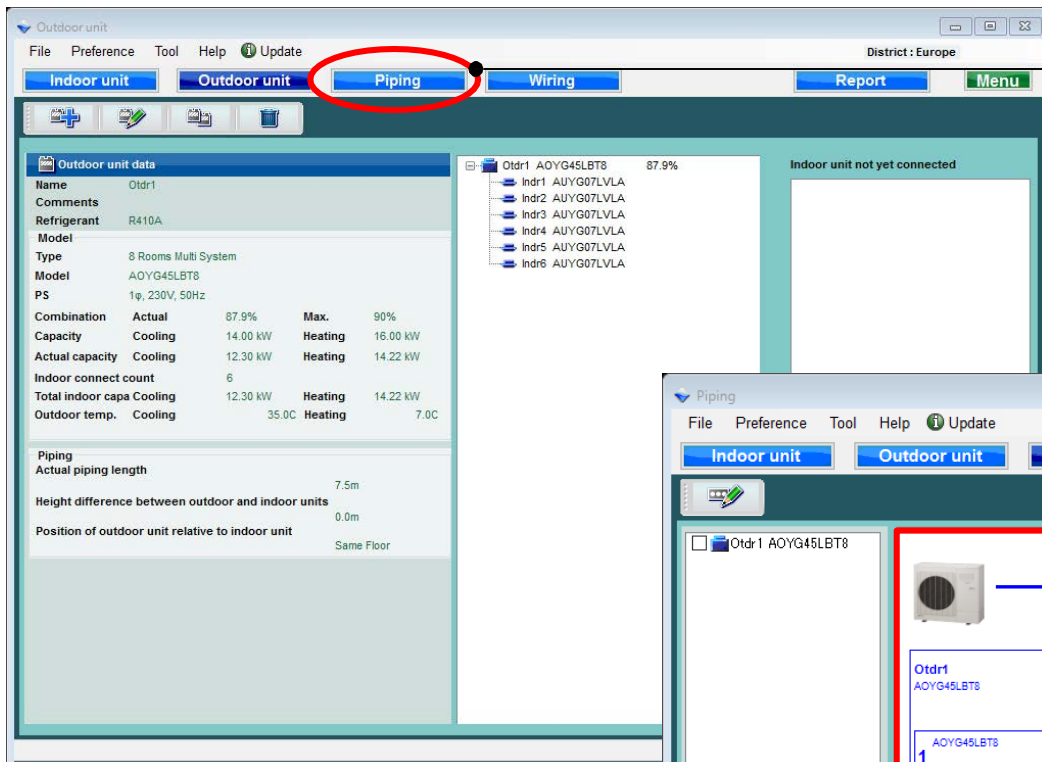 Outdoor unit
File Preference Tool Help Update
District : Europe
Indoor unit Outdoor unit Piping Wiring Report Menu
Outdoor unit data
Name Otdr1
Comments
Refrigerant R410A
Model
Type 8 Rooms Multi System
Model AOYG45LBT8
PS 1φ, 230V, 50Hz
Combination Actual 87.9% Max. 90%
Capacity Cooling 14.00 kW Heating 16.00 kW
Actual capacity Cooling 12.30 kW Heating 14.22 kW
Indoor connect count 6
Total indoor capa Cooling 12.30 kW Heating 14.22 kW
Outdoor temp. Cooling 35.0C Heating 7.0C
Piping
Actual piping length
7.5m
Height difference between outdoor and indoor units
0.0m
Position of outdoor unit relative to indoor unit
Same Floor
Otdr1 AOYG45LBT8 87.9%
Indr1 AUYG07LVLA
Indr2 AUYG07LVLA
Indr3 AUYG07LVLA
Indr4 AUYG07LVLA
Indr5 AUYG07LVLA
Indr6 AUYG07LVLA
Indoor unit not yet connected
Piping
File Preference Tool Help Update
Indoor unit Outdoor unit
Otdr1 AOYG45LBT8
Otdr1
AOYG45LBT8
AOYG45LBT8
1